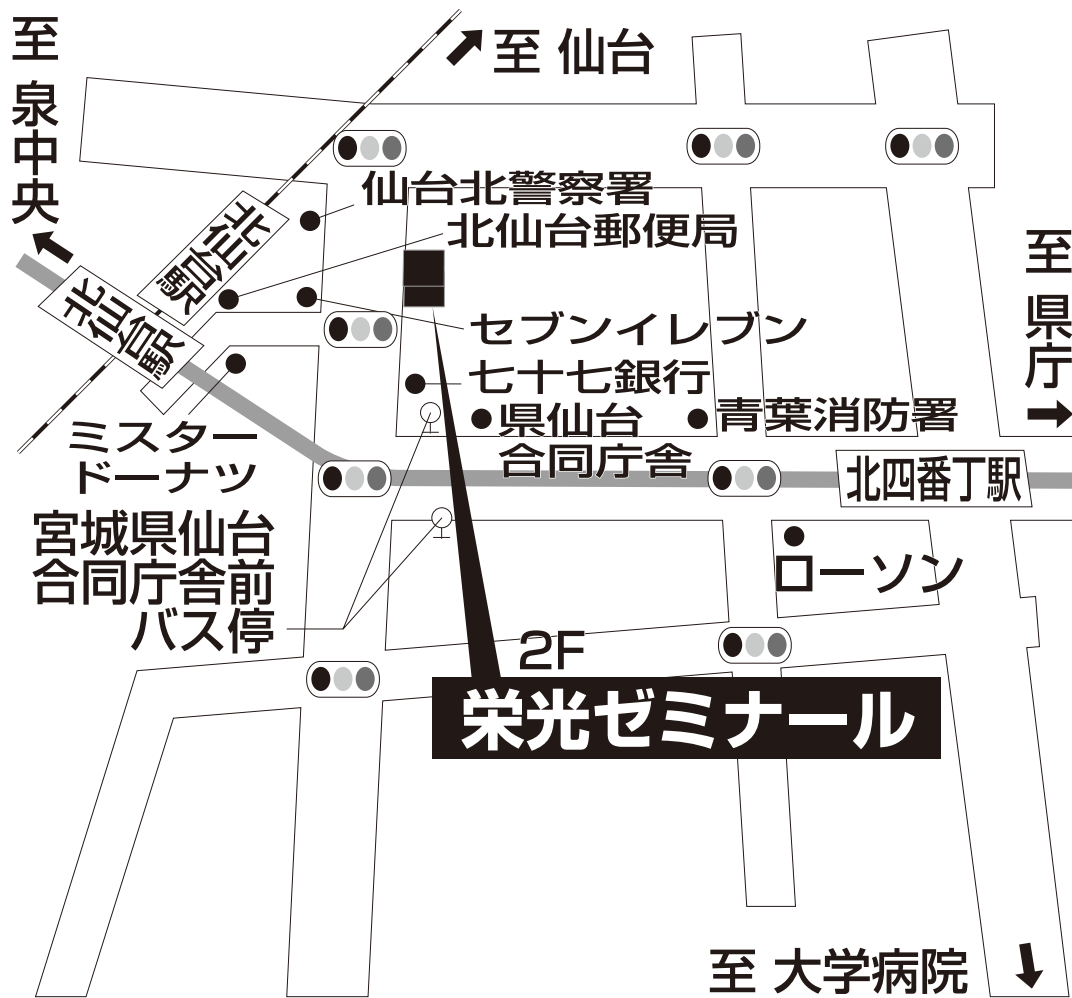 至 泉中央
至 仙台
仙台北警察署
北仙台郵便局
北仙台駅
北仙台駅
至 県庁
セブンイレブン
七十七銀行
県仙台
合同庁舎
青葉消防署
ミスター
ドーナツ
北四番丁駅
宮城県仙台
合同庁舎前
バス停
ローソン
2F
栄光ゼミナール
至 大学病院